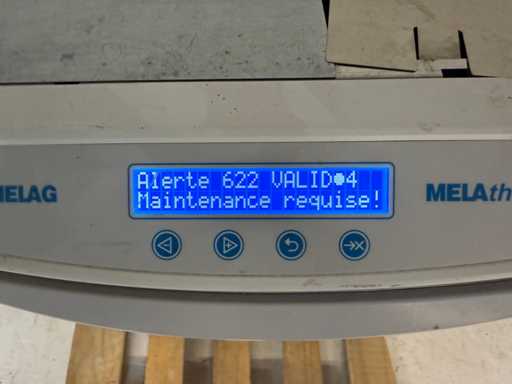 Alerte 622 VALID●4
Maintenance requise!
MELAG
MELAth